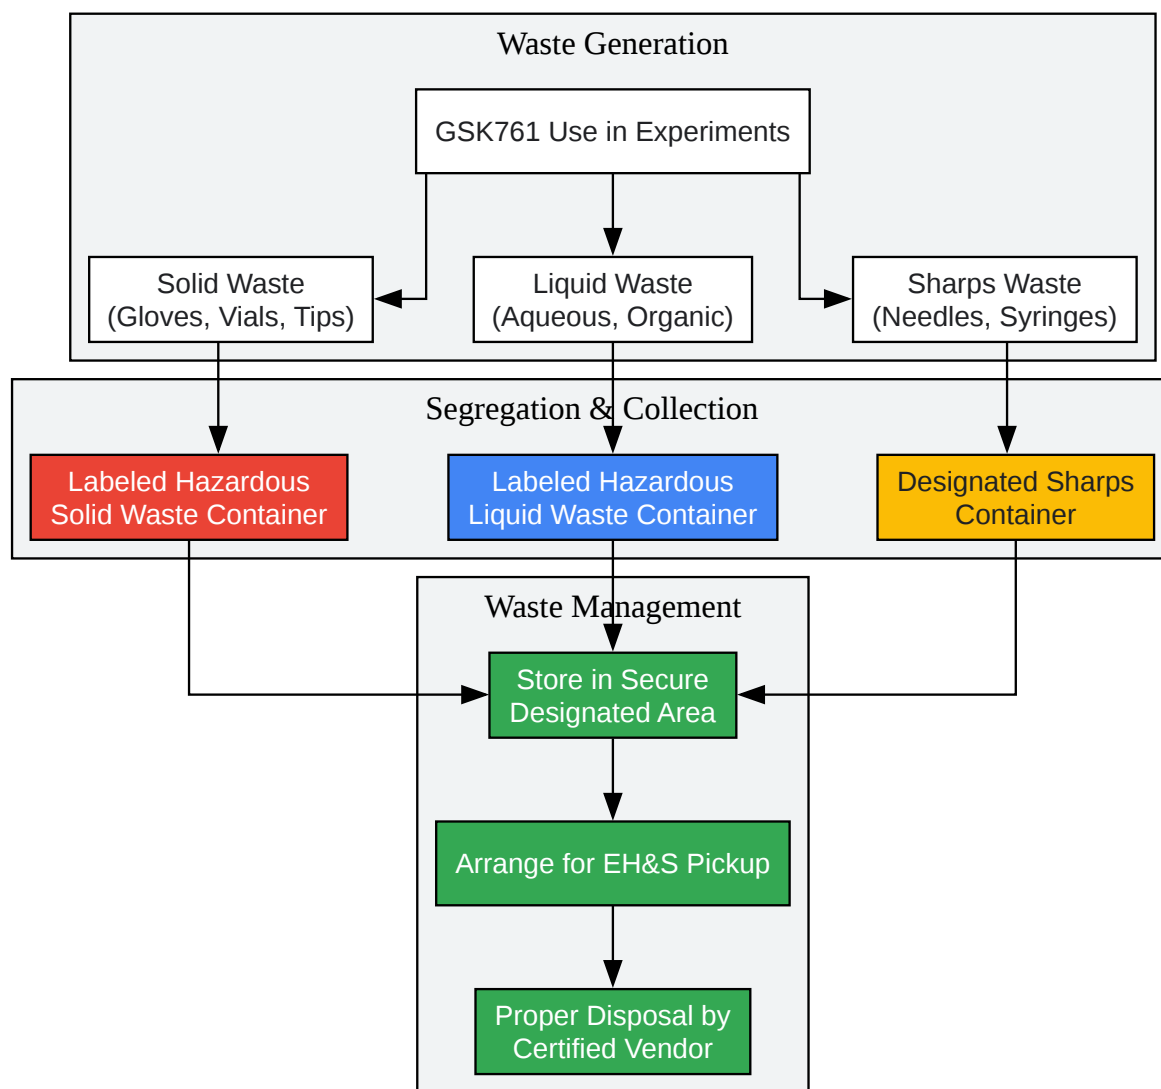 Waste Generation
GSK761 Use in Experiments
Solid Waste
(Gloves, Vials, Tips)
Liquid Waste
(Aqueous, Organic)
Sharps Waste
(Needles, Syringes)
Segregation & Collection
Labeled Hazardous
Solid Waste Container
Labeled Hazardous
Liquid Waste Container
Designated Sharps
Container
Waste Management
Store in Secure
Designated Area
Arrange for EH&S Pickup
Proper Disposal by
Certified Vendor